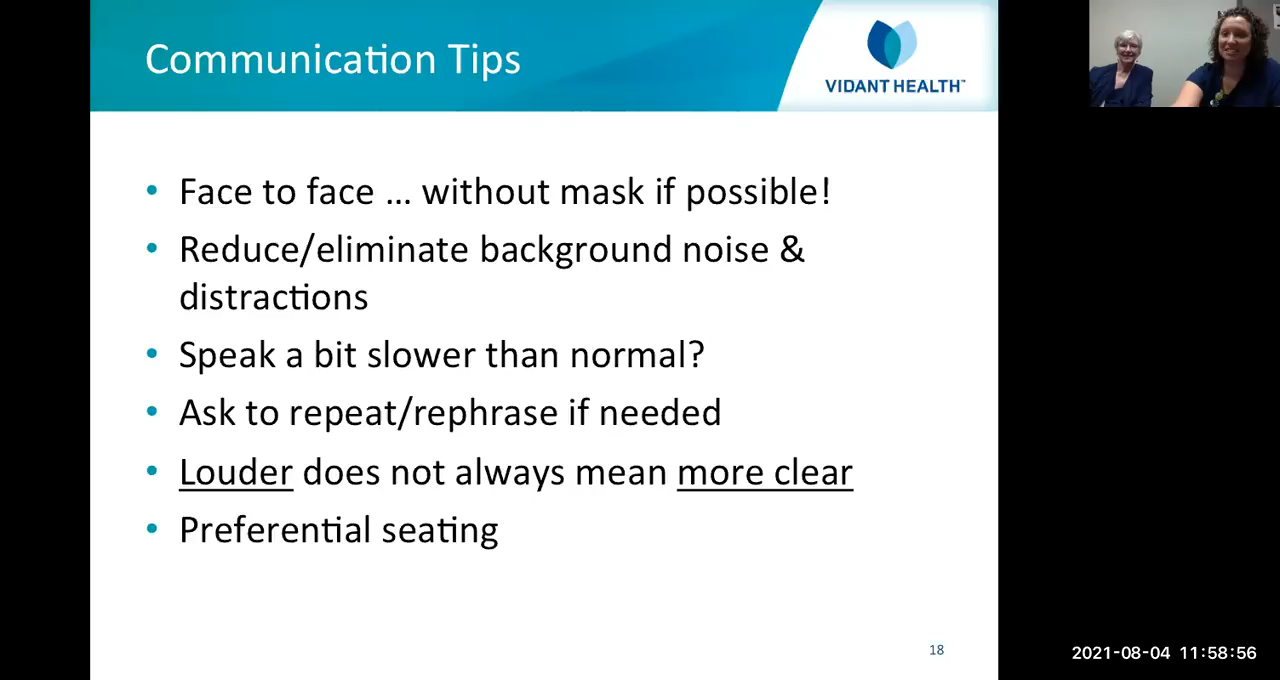 Communication Tips
VIDANT HEALTH™
• Face to face ... without mask if possible!
• Reduce/eliminate background noise &
distractions
• Speak a bit slower than normal?
• Ask to repeat/rephrase if needed
• Louder does not always mean more clear
• Preferential seating
18
2021-08-04 11:58:56